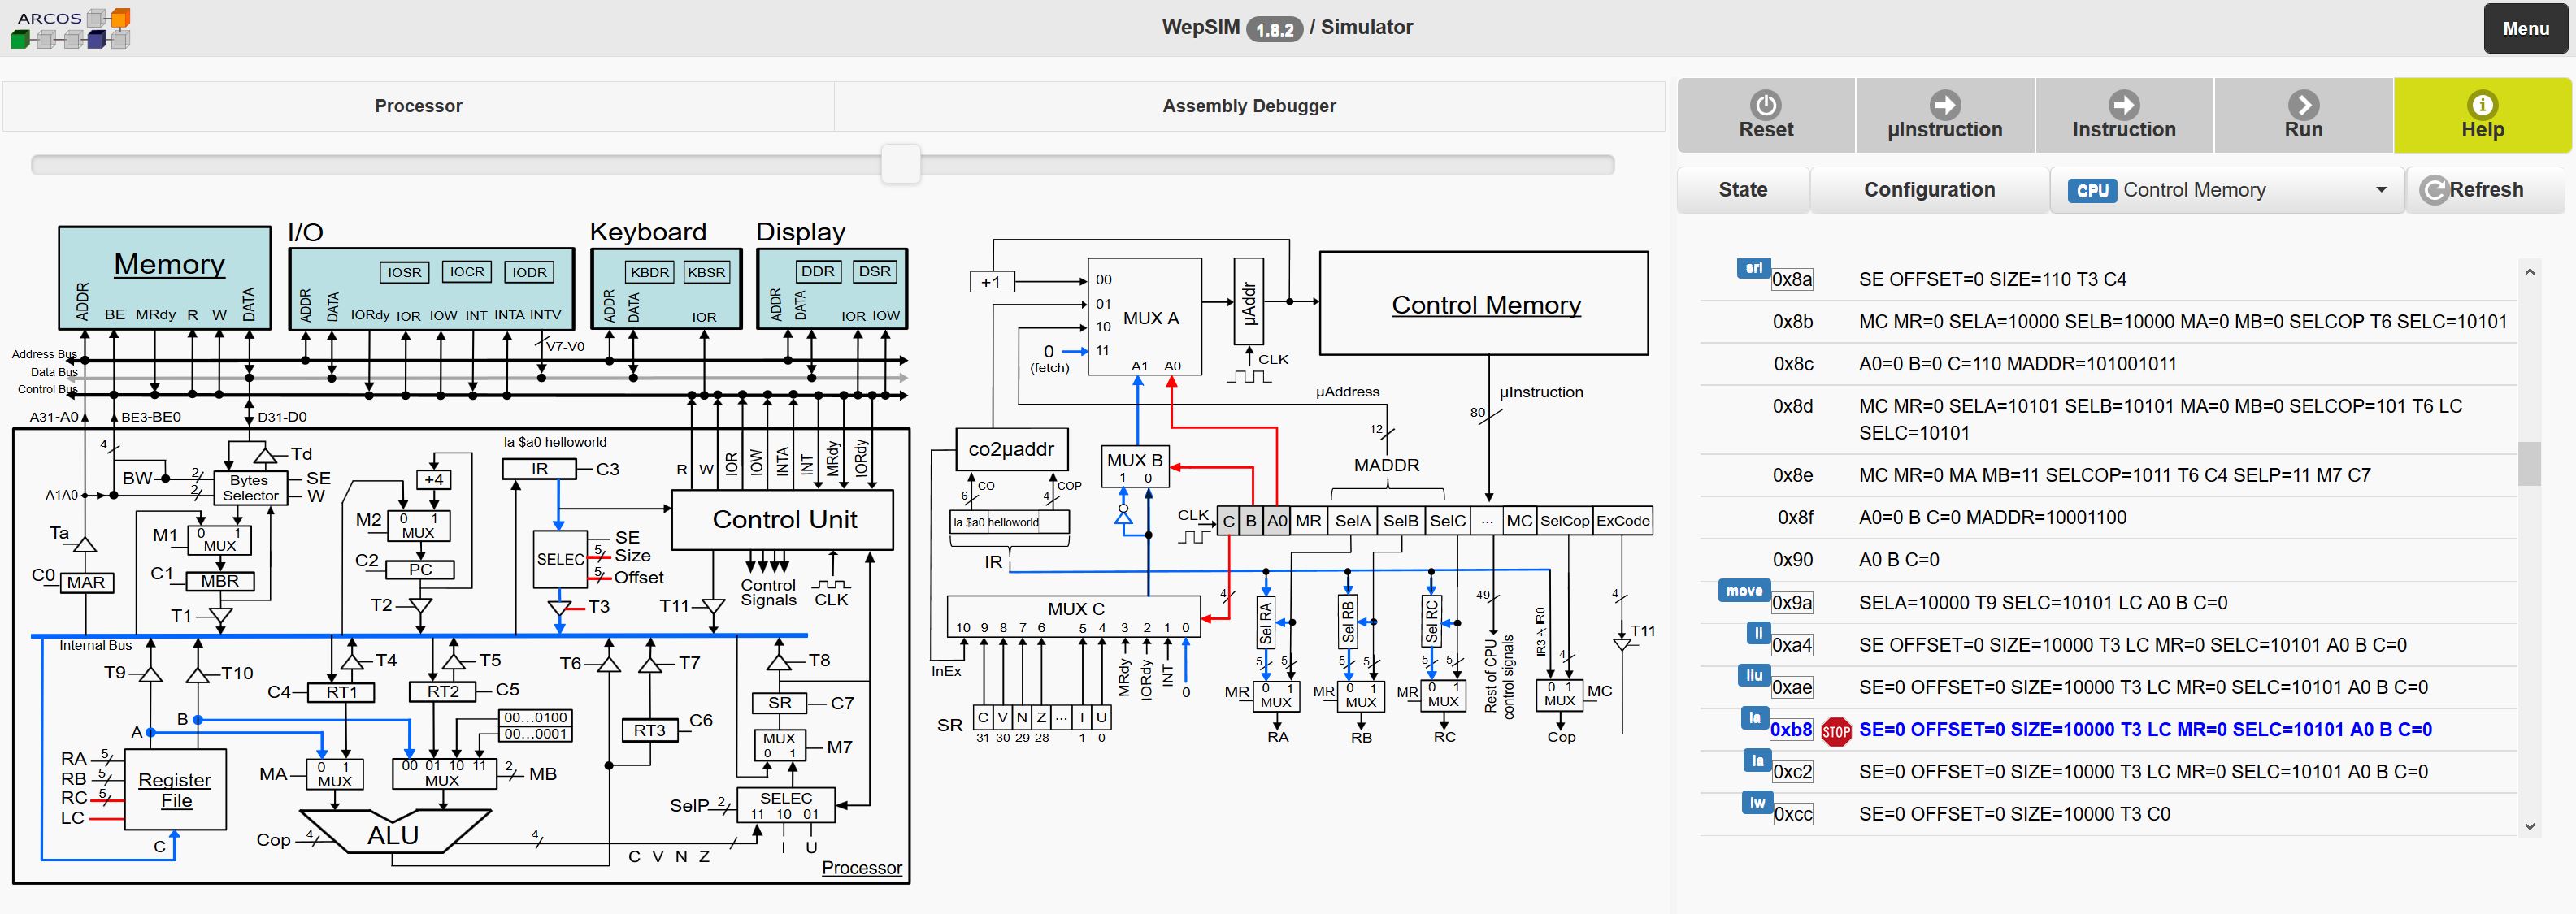 ARCOS
WepSIM 1.8.2 / Simulator
Menu
Processor
Assembly Debugger
Reset
µInstruction
Instruction
Run
Help
State
Configuration
CPU Control Memory
Refresh
Memory
ADDR BE MRdy R W DATA
I/O
IOSR IOCR IODR
ADDR DATA IORdy IOR IOW INT INTA INTV
V7-V0
Keyboard
KBDR KBSR
ADDR DATA IOR
Display
DDR DSR
ADDR DATA IOR IOW
Address Bus
Data Bus
Control Bus
A31-A0 BE3-BE0 D31-D0
4
Td
BW 2
2
Bytes
Selector
SE
W
A1A0
Ta
M1 0 1
MUX
C0 MAR
C1 MBR
T1
+4
M2 0 1
MUX
C2 PC
T2
la $a0 helloworld
IR C3
SELEC
SE
5 Size
5 Offset
T3
R W IOR IOW INTA INT MRdy IORdy
Control Unit
Control
Signals
CLK
T11
Internal Bus
T9 T10 T4 T5 T6 T7 T8
C4 RT1
RT2 C5
A B
00...0100
00...0001
RT3 C6
SR C7
MUX
0 1
M7
RA 5
RB 5
RC 5
LC
Register
File
C
MA 0 1
MUX
00 01 10 11
MUX
2 MB
Cop 4
ALU
4
C V N Z
SelP 2
SELEC
11 10 01
I U
Processor
+1
00
01
10
11
MUX A
A1 A0
0
(fetch)
µAddr
CLK
Control Memory
µAddress
12
MADDR
80
µInstruction
co2µaddr
6 CO
4 COP
la $a0 helloworld
IR
MUX B
1 0
CLK
C B A0 MR SelA SelB SelC ... MC SelCop ExCode
4
MUX C
10 9 8 7 6 5 4 3 2 1 0
InEx
MRdy IORdy INT 0
SR C V N Z ... I U
31 30 29 28 1 0
Sel RA
Sel RB
Sel RC
5 5
5 5
5 5
MR 0 1
MUX
RA
MR 0 1
MUX
RB
MR 0 1
MUX
RC
49
Rest of CPU
control signals
4
0 1
MUX
MC
Cop
4
T11
srl
0x8a SE OFFSET=0 SIZE=110 T3 C4
0x8b MC MR=0 SELA=10000 SELB=10000 MA=0 MB=0 SELCOP T6 SELC=10101
0x8c A0=0 B=0 C=110 MADDR=101001011
0x8d MC MR=0 SELA=10101 SELB=10101 MA=0 MB=0 SELCOP=101 T6 LC
SELC=10101
0x8e MC MR=0 MA MB=11 SELCOP=1011 T6 C4 SELP=11 M7 C7
0x8f A0=0 B C=0 MADDR=10001100
0x90 A0 B C=0
move
0x9a SELA=10000 T9 SELC=10101 LC A0 B C=0
li
0xa4 SE OFFSET=0 SIZE=10000 T3 LC MR=0 SELC=10101 A0 B C=0
liu
0xae SE=0 OFFSET=0 SIZE=10000 T3 LC MR=0 SELC=10101 A0 B C=0
la
0xb8 STOP SE=0 OFFSET=0 SIZE=10000 T3 LC MR=0 SELC=10101 A0 B C=0
la
0xc2 SE=0 OFFSET=0 SIZE=10000 T3 LC MR=0 SELC=10101 A0 B C=0
lw
0xcc SE=0 OFFSET=0 SIZE=10000 T3 C0